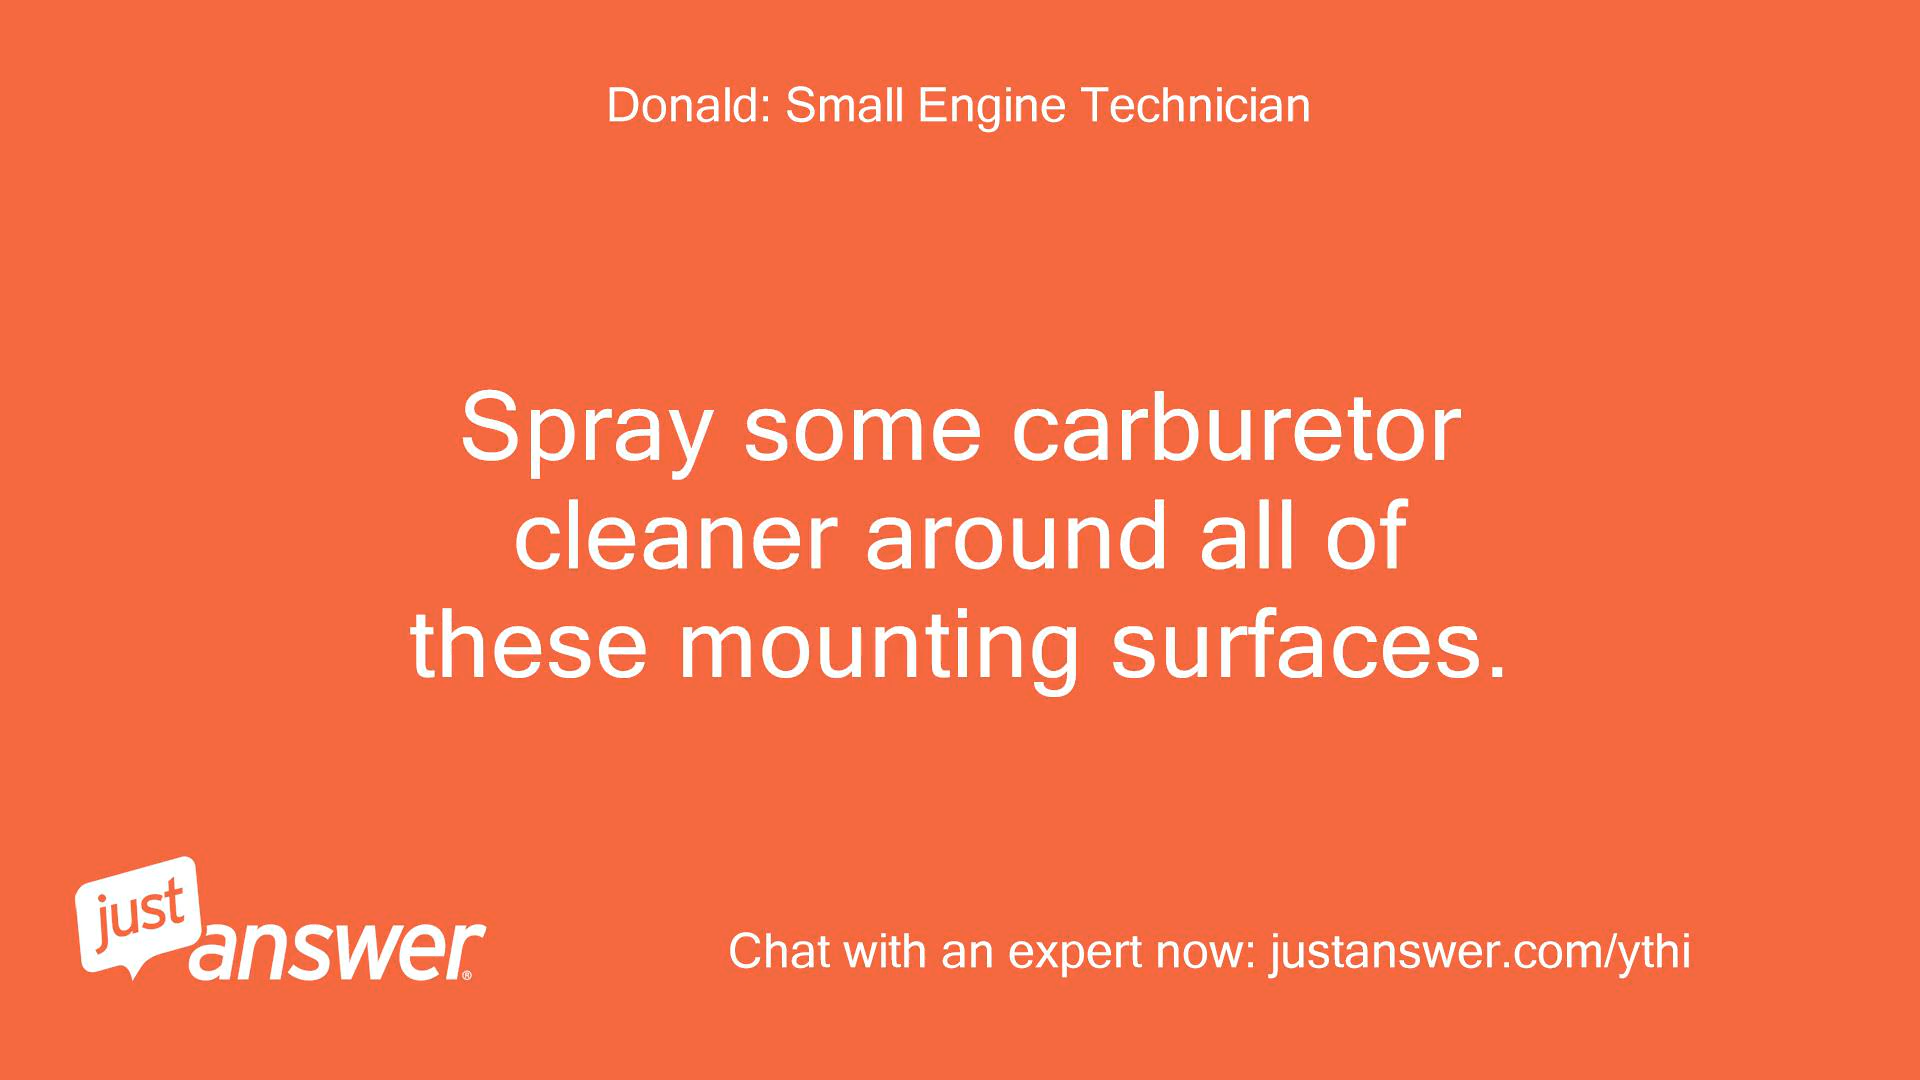 Donald: Small Engine Technician
Spray some carburetor
cleaner around all of
these mounting surfaces.
just
answer®
Chat with an expert now: justanswer.com/ythi